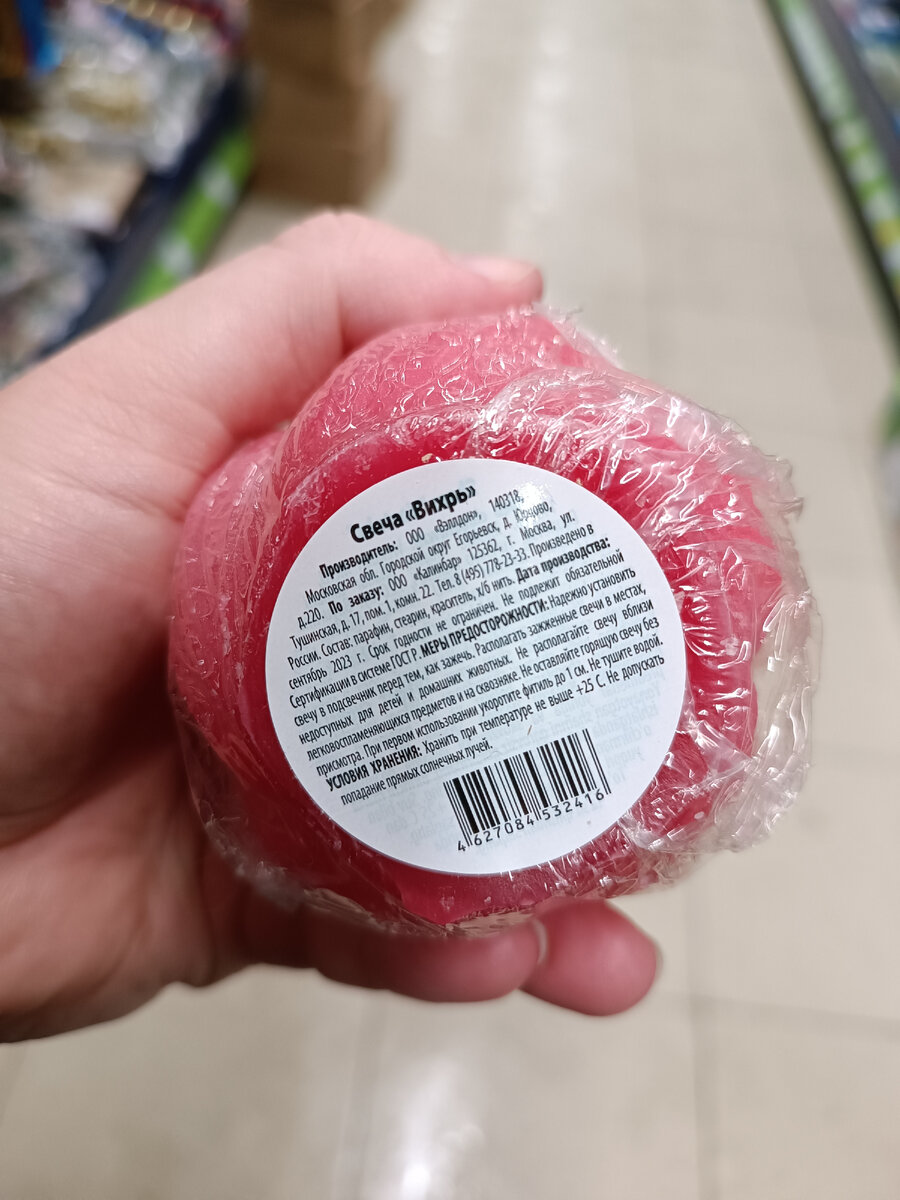 Свеча «Вихрь»
Производитель: ООО «Вэллдон», 140318,
Московская обл. Городской округ Егорьевск, д. Юрцово,
д.220. По заказу: ООО «Калинбар» 125362, г. Москва, ул.
Тушинская, д. 17, пом. 1, комн. 22. Тел. 8 (495) 778-23-33. Произведено в
России. Состав: парафин, стеарин, краситель, х/б нить. Дата производства:
сентябрь 2023 г. Срок годности не ограничен. Не подлежит обязательной
Сертификации в системе ГОСТ Р. МЕРЫ ПРЕДОСТОРОЖНОСТИ: Надежно установить
свечу в подсвечник перед тем, как зажечь. Располагать зажженные свечи в местах,
недоступных для детей и домашних животных. Не располагайте свечу вблизи
легковоспламеняющихся предметов и на сквозняке. Не оставляйте горящую свечу без
присмотра. При первом использовании укоротите фитиль до 1 см. Не тушите водой.
УСЛОВИЯ ХРАНЕНИЯ: Хранить при температуре не выше +25 С. Не допускать
попадание прямых солнечных лучей.
4 627084 532416